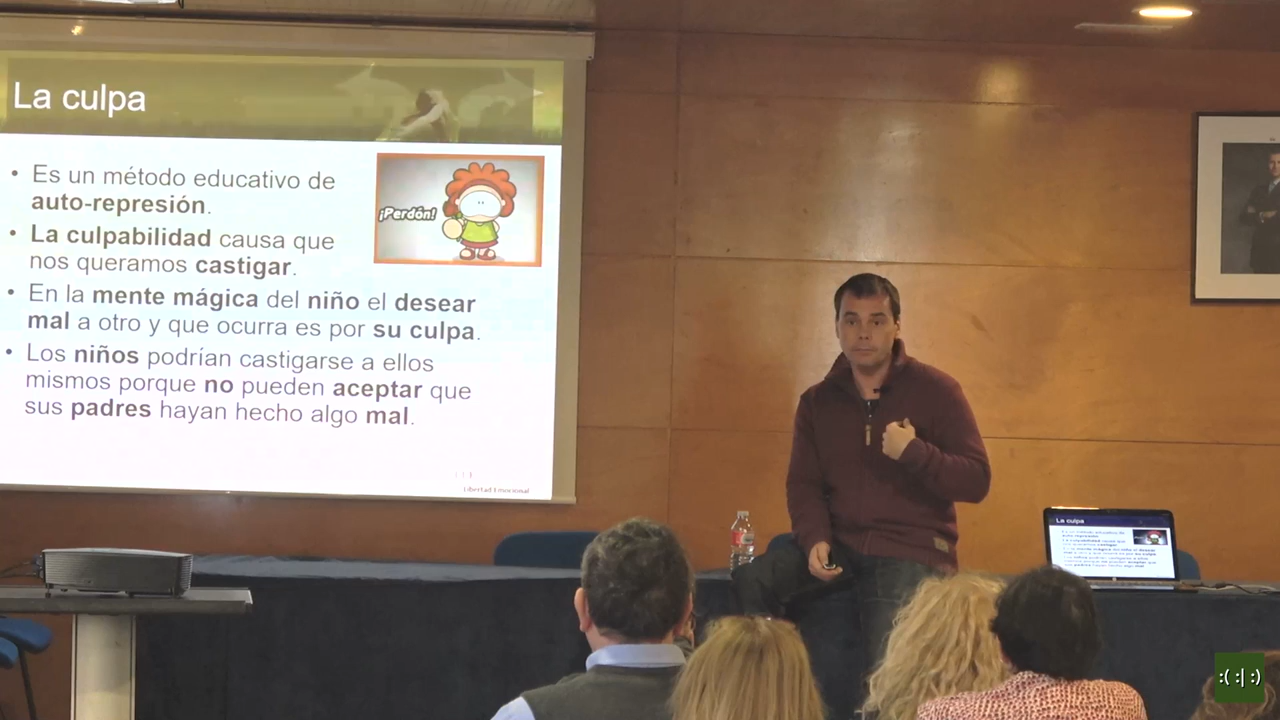 La culpa
• Es un método educativo de
auto-represión.
¡Perdón!
• La culpabilidad causa que
nos queramos castigar.
• En la mente mágica del niño el desear
mal a otro y que ocurra es por su culpa.
• Los niños podrían castigarse a ellos
mismos porque no pueden aceptar que
sus padres hayan hecho algo mal.
Libertad Emocional
La culpa
:( :| :)